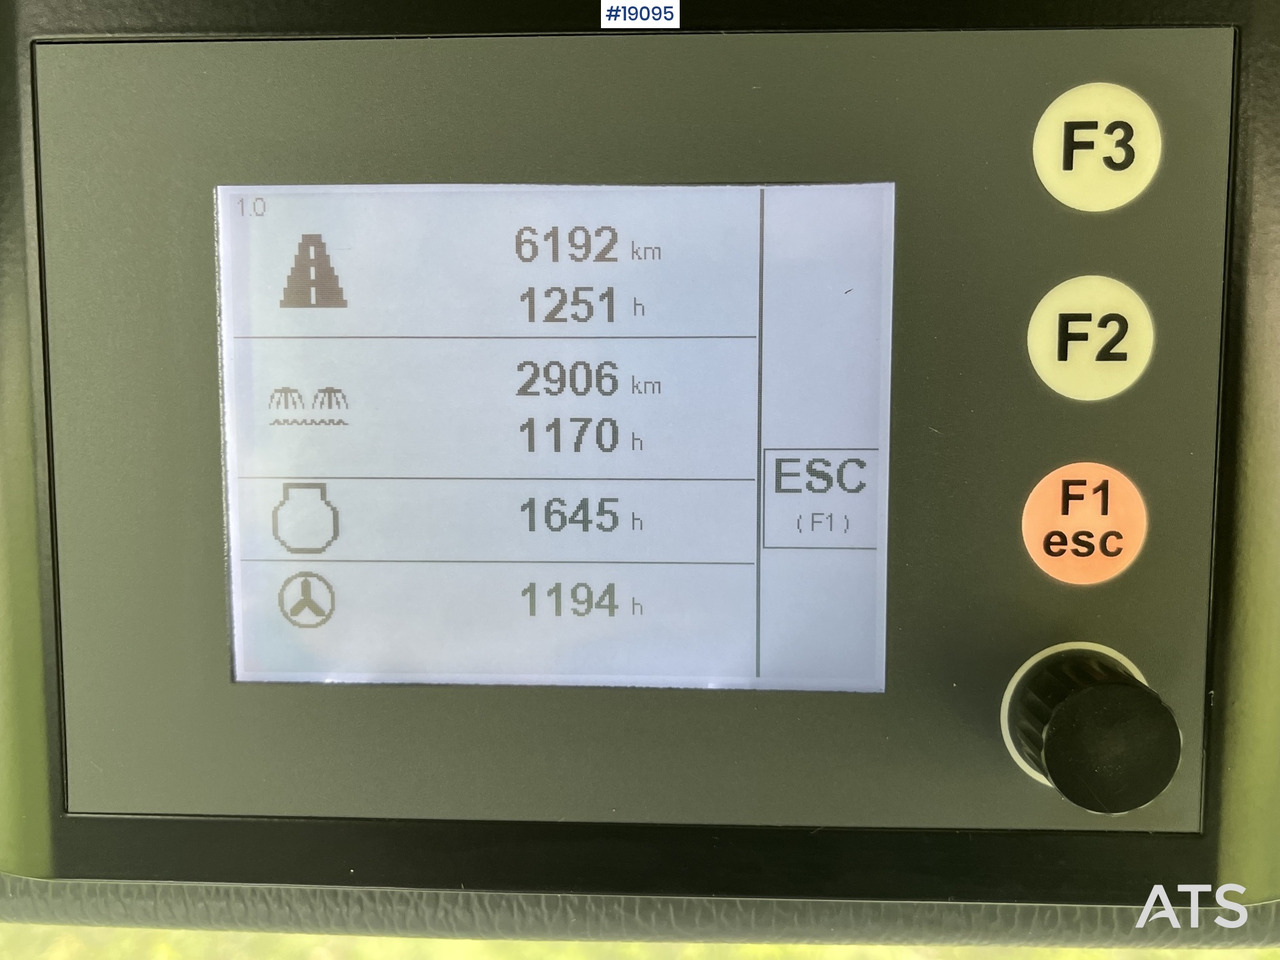 #19095
1.0
6192 km
1251 h
2906 km
1170 h
1645 h
1194 h
ESC
(F1)
F3
F2
F1
esc
ATS